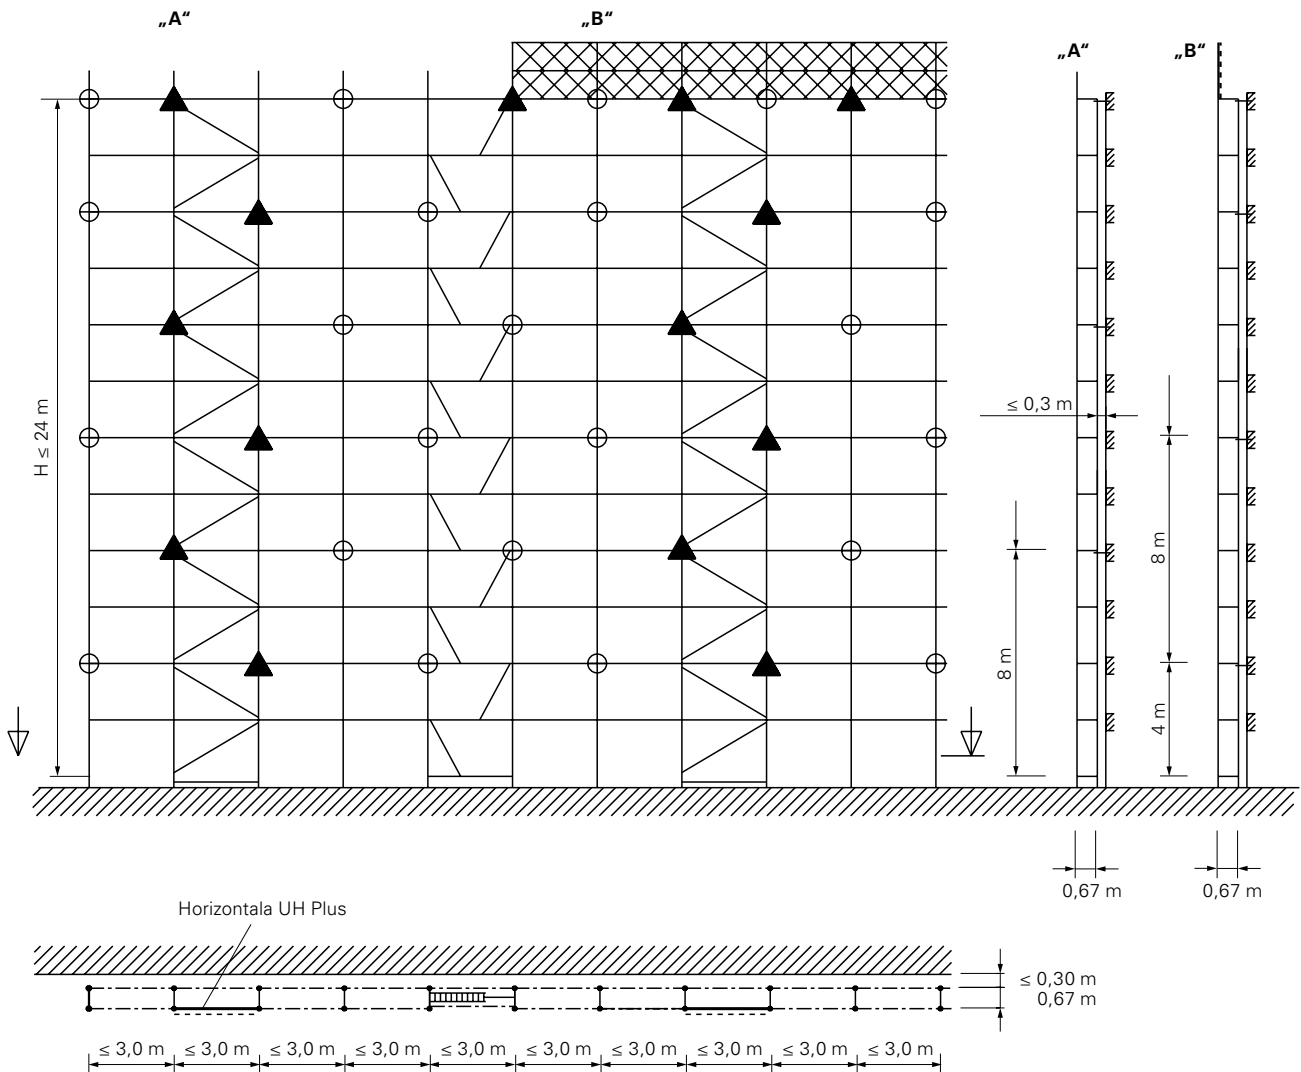 „A“
„B“
„A“
„B“
H ≤ 24 m
≤ 0,3 m
8 m
8 m
4 m
0,67 m
0,67 m
Horizontala UH Plus
≤ 0,30 m
0,67 m
≤ 3,0 m ≤ 3,0 m ≤ 3,0 m ≤ 3,0 m ≤ 3,0 m ≤ 3,0 m ≤ 3,0 m ≤ 3,0 m ≤ 3,0 m ≤ 3,0 m